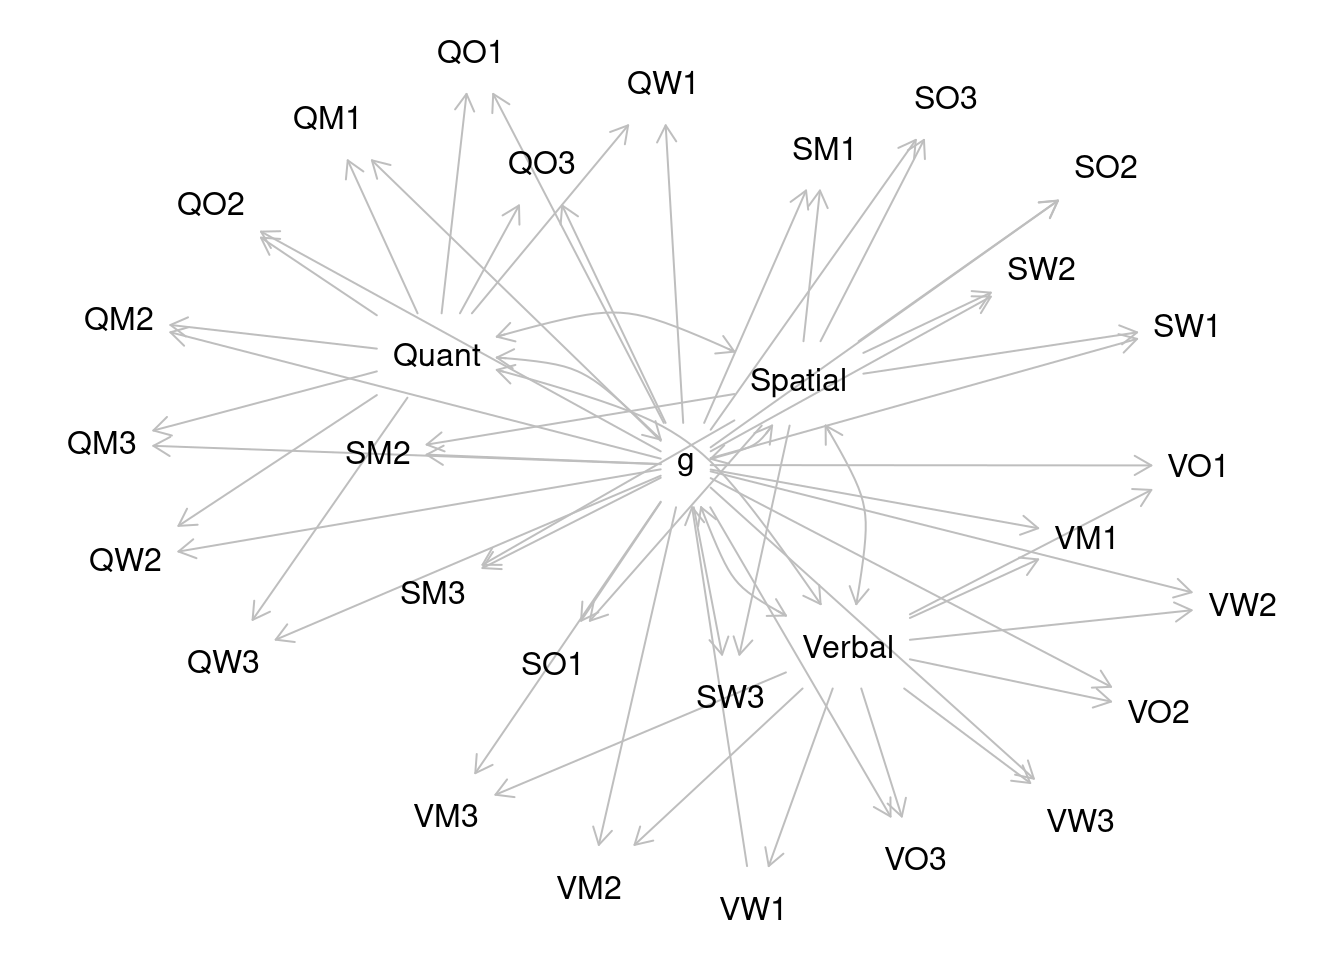 QO1
QW1
SO3
QM1
SM1
QO3
SO2
QO2
SW2
QM2
SW1
Quant
Spatial
QM3
SM2
g
VO1
VM1
QW2
SM3
VW2
Verbal
QW3
SO1
SW3
VO2
VM3
VW3
VO3
VM2
VW1